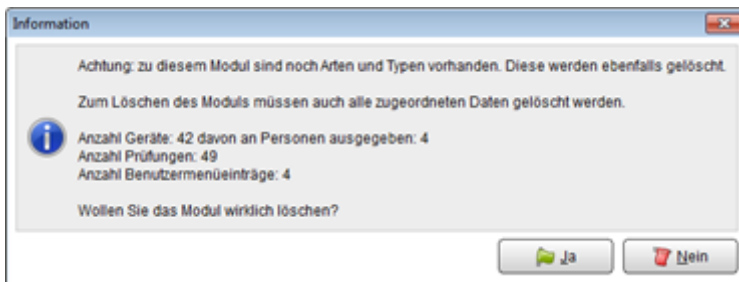 Information
Achtung: zu diesem Modul sind noch Arten und Typen vorhanden. Diese werden ebenfalls gelöscht.
Zum Löschen des Moduls müssen auch alle zugeordneten Daten gelöscht werden.
Anzahl Geräte: 42 davon an Personen ausgegeben: 4
Anzahl Prüfungen: 49
Anzahl Benutzermenüeinträge: 4
Wollen Sie das Modul wirklich löschen?
Ja
Nein